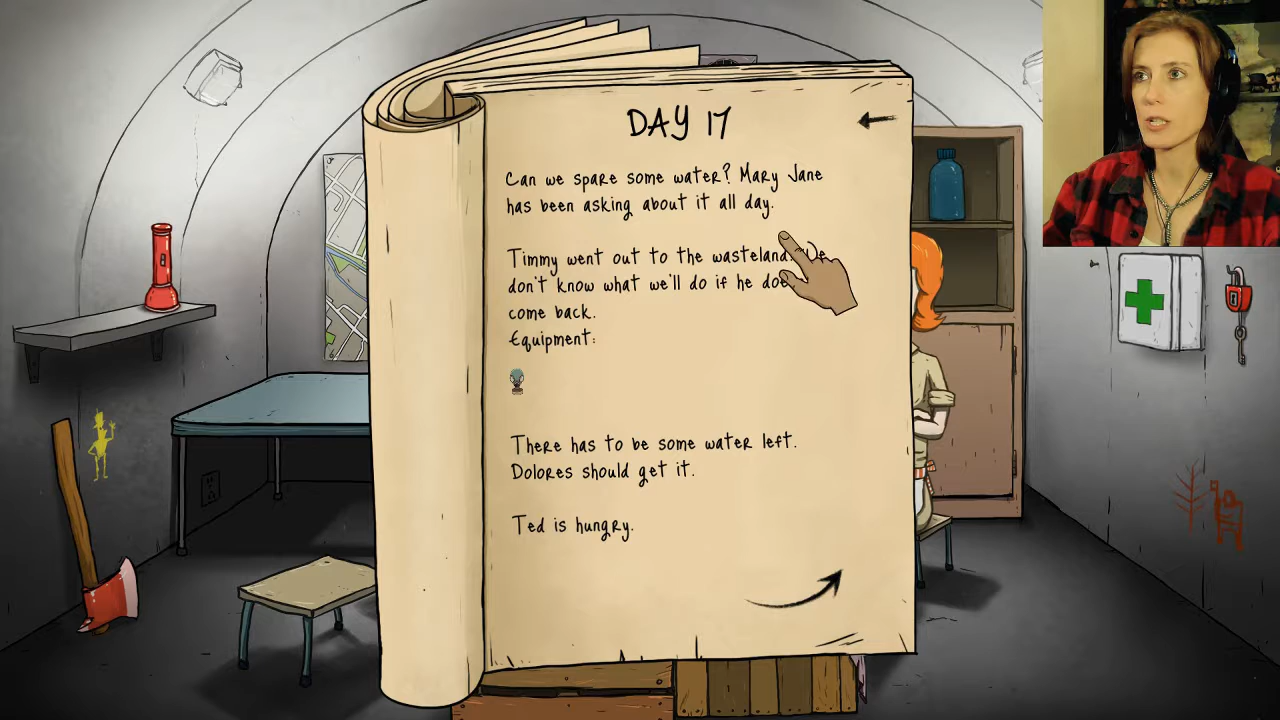 DAY 17
Can we spare some water? Mary Jane
has been asking about it all day.
Timmy went out to the wasteland. We
don't know what we'll do if he
come back.
Equipment:
There has to be some water left.
Dolores should get it.
Ted is hungry.